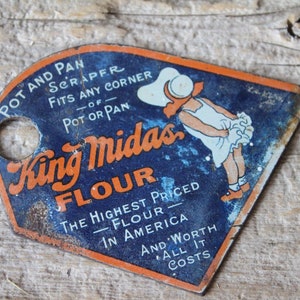 POT AND PAN
SCRAPER
FITS ANY CORNER
– OF –
POT OR PAN
King Midas
FLOUR
THE HIGHEST PRICED
– FLOUR –
IN AMERICA
AND WORTH
ALL IT
COSTS